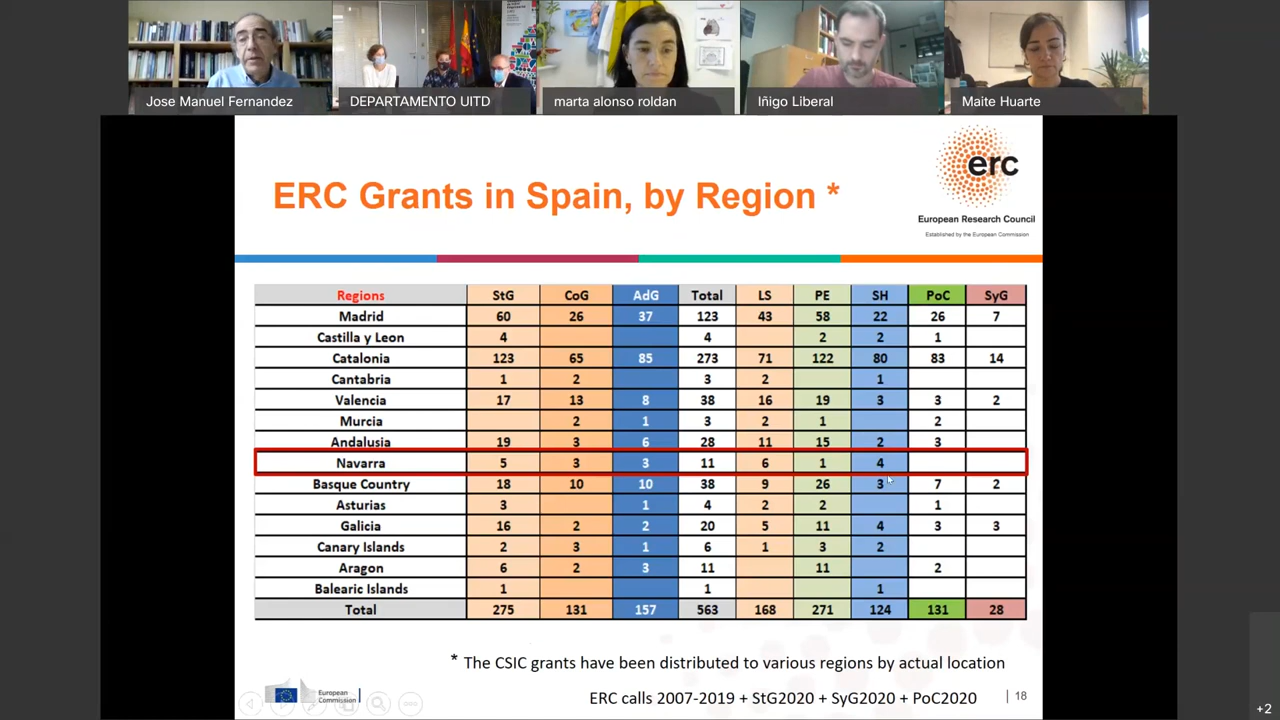 Jose Manuel Fernandez
DEPARTAMENTO UITD
marta alonso roldan
Iñigo Liberal
Maite Huarte
ERC Grants in Spain, by Region *
erc
European Research Council
Established by the European Commission
Regions StG CoG AdG Total LS PE SH PoC SyG
Madrid 60 26 37 123 43 58 22 26 7
Castilla y Leon 4 4 2 2 1
Catalonia 123 65 85 273 71 122 80 83 14
Cantabria 1 2 3 2 1
Valencia 17 13 8 38 16 19 3 3 2
Murcia 2 1 3 2 1 2
Andalusia 19 3 6 28 11 15 2 3
Navarra 5 3 3 11 6 1 4
Basque Country 18 10 10 38 9 26 3 7 2
Asturias 3 1 4 2 2 1
Galicia 16 2 2 20 5 11 4 3 3
Canary Islands 2 3 1 6 1 3 2
Aragon 6 2 3 11 11 2
Balearic Islands 1 1 1
Total 275 131 157 563 168 271 124 131 28
* The CSIC grants have been distributed to various regions by actual location
European
Commission
ERC calls 2007-2019 + StG2020 + SyG2020 + PoC2020
18
+2